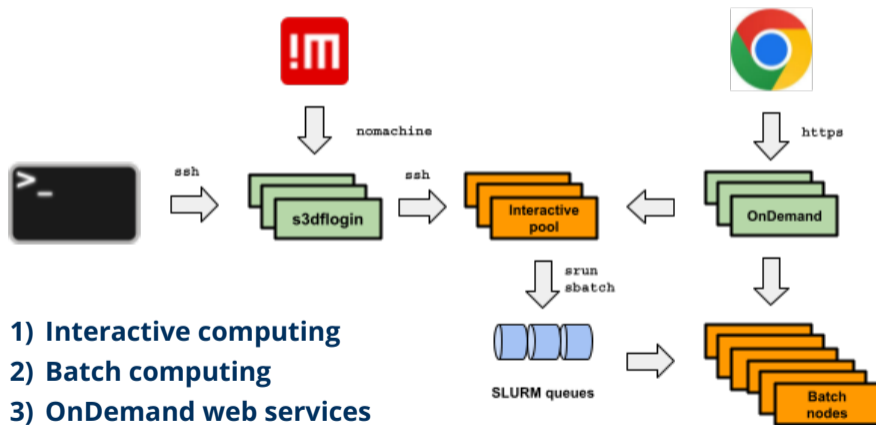 !M
nomachine
https
>_
ssh
s3dflogin
ssh
Interactive
pool
OnDemand
srun
sbatch
SLURM queues
Batch
nodes
1) Interactive computing
2) Batch computing
3) OnDemand web services